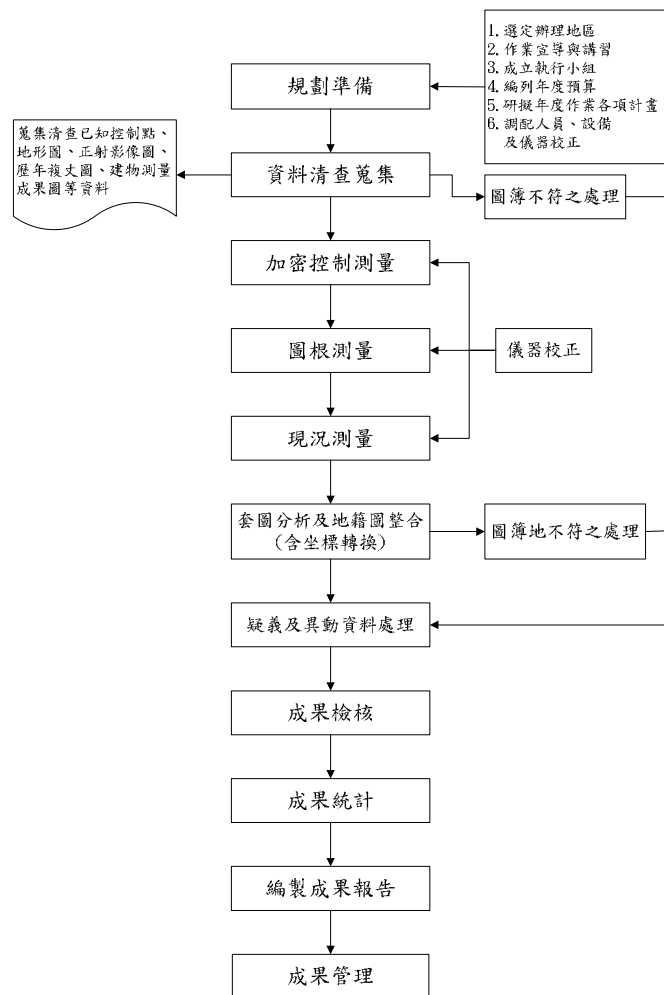 1. 選定辦理地區
2. 作業宣導與講習
3. 成立執行小組
4. 編列年度預算
5. 研擬年度作業各項計畫
6. 調配人員、設備
及儀器校正
規劃準備
蒐集清查已知控制點、
地形圖、正射影像圖、
歷年複丈圖、建物測量
成果圖等資料
資料清查蒐集
圖簿不符之處理
加密控制測量
圖根測量
儀器校正
現況測量
套圖分析及地籍圖整合
(含坐標轉換)
圖簿地不符之處理
疑義及異動資料處理
成果檢核
成果統計
編製成果報告
成果管理